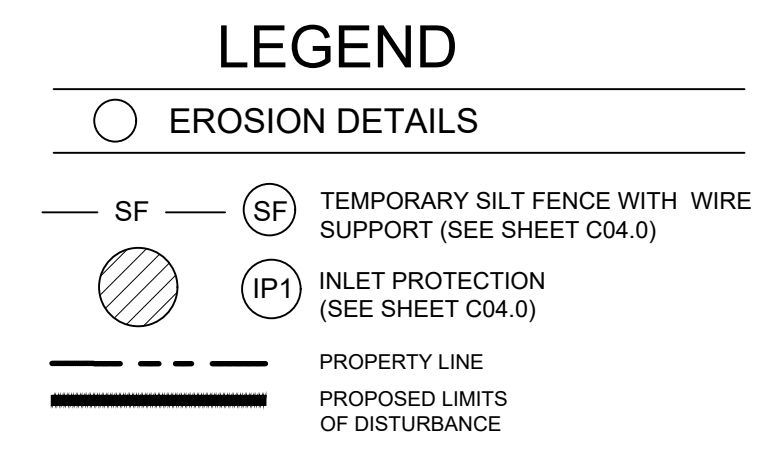 LEGEND
EROSION DETAILS
SF SF TEMPORARY SILT FENCE WITH WIRE
SUPPORT (SEE SHEET C04.0)
IP1 INLET PROTECTION
(SEE SHEET C04.0)
PROPERTY LINE
PROPOSED LIMITS
OF DISTURBANCE